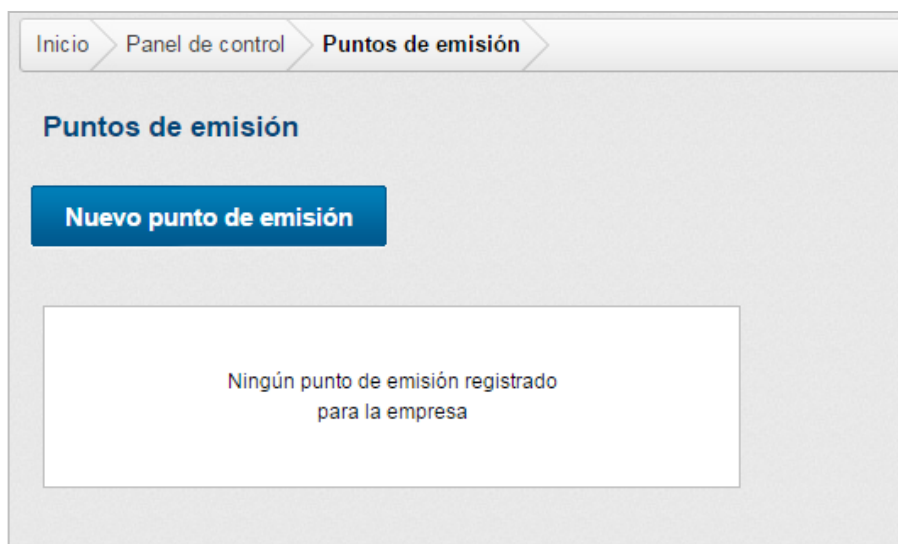 Inicio Panel de control Puntos de emisión
Puntos de emisión
Nuevo punto de emisión
Ningún punto de emisión registrado
para la empresa